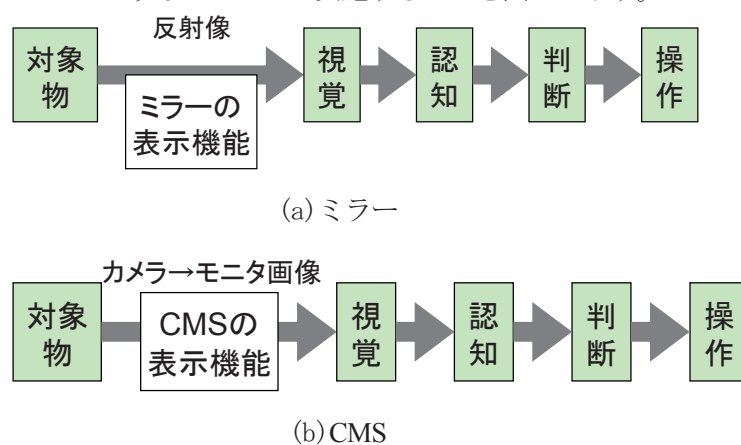 反射像
対象
物
ミラーの
表示機能
視
覚
認
知
判
断
操
作
(a)ミラー
カメラ→モニタ画像
対象
物
CMSの
表示機能
視
覚
認
知
判
断
操
作
(b)CMS